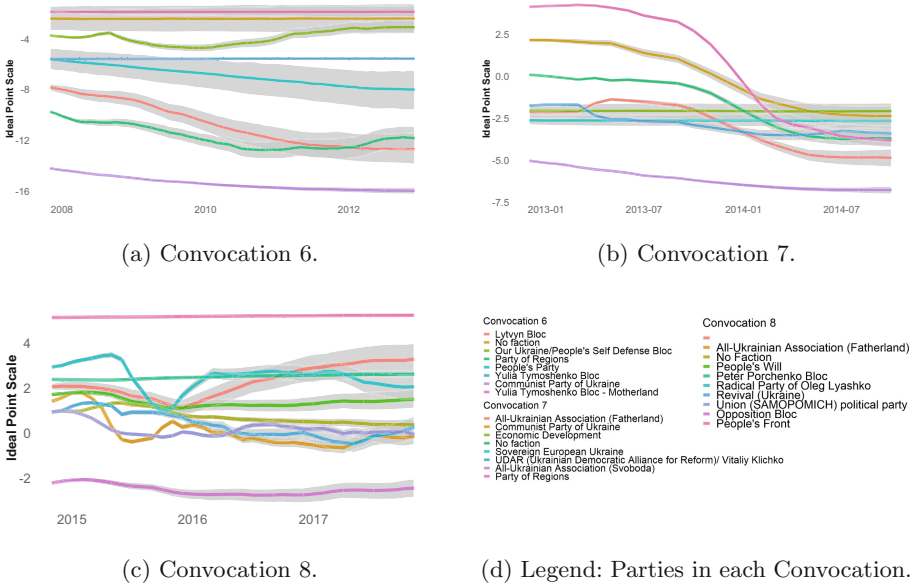 Ideal Point Scale
-4
-8
-12
-16
2008
2010
2012
(a) Convocation 6.
Ideal Point Scale
2.5
0.0
-2.5
-5.0
-7.5
2013-01
2013-07
2014-01
2014-07
(b) Convocation 7.
Ideal Point Scale
4
2
0
-2
2015
2016
2017
(c) Convocation 8.
Convocation 6
Lytvyn Bloc
No faction
Our Ukraine/People's Self Defense Bloc
Party of Regions
People's Party
Yulia Tymoshenko Bloc
Communist Party of Ukraine
Yulia Tymoshenko Bloc - Motherland
Convocation 7
All-Ukrainian Association (Fatherland)
Communist Party of Ukraine
Economic Development
No faction
Sovereign European Ukraine
UDAR (Ukrainian Democratic Alliance for Reform)/ Vitaliy Klichko
All-Ukrainian Association (Svoboda)
Party of Regions
Convocation 8
All-Ukrainian Association (Fatherland)
No Faction
People's Will
Peter Porchenko Bloc
Radical Party of Oleg Lyashko
Revival (Ukraine)
Union (SAMOPOMICH) political party
Opposition Bloc
People's Front
(d) Legend: Parties in each Convocation.